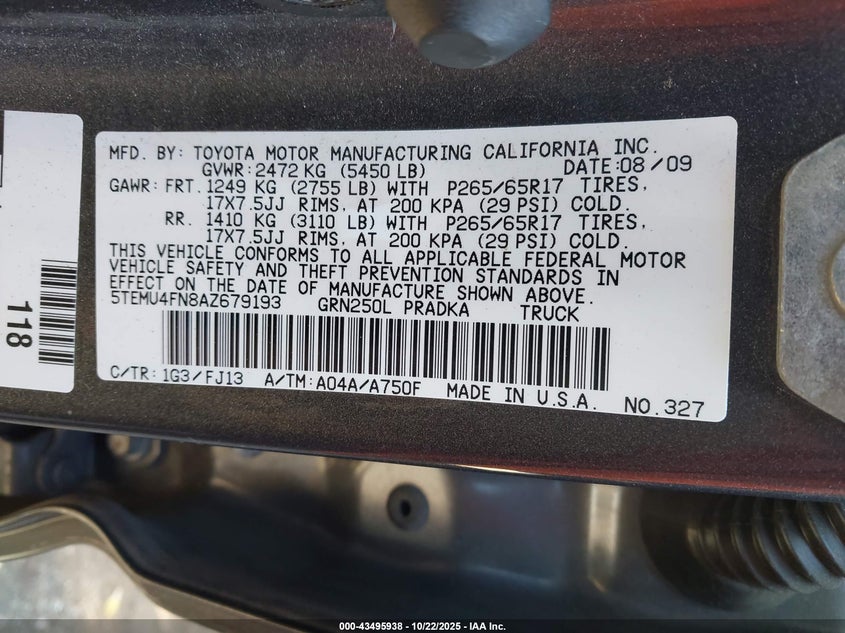 MFD. BY: TOYOTA MOTOR MANUFACTURING CALIFORNIA INC.
GVWR: 2472 KG (5450 LB) DATE: 08/09
GAWR: FRT. 1249 KG (2755 LB) WITH P265/65R17 TIRES,
17X7.5JJ RIMS, AT 200 KPA (29 PSI) COLD.
RR. 1410 KG (3110 LB) WITH P265/65R17 TIRES,
17X7.5JJ RIMS, AT 200 KPA (29 PSI) COLD.
THIS VEHICLE CONFORMS TO ALL APPLICABLE FEDERAL MOTOR
VEHICLE SAFETY AND THEFT PREVENTION STANDARDS IN
EFFECT ON THE DATE OF MANUFACTURE SHOWN ABOVE.
5TEMU4FN8AZ679193 GRN250L PRADKA TRUCK
C/TR: 1G3/FJ13 A/TM: A04A/A750F MADE IN U.S.A. NO. 327
118
000-43495938 - 10/22/2025 - IAA Inc.